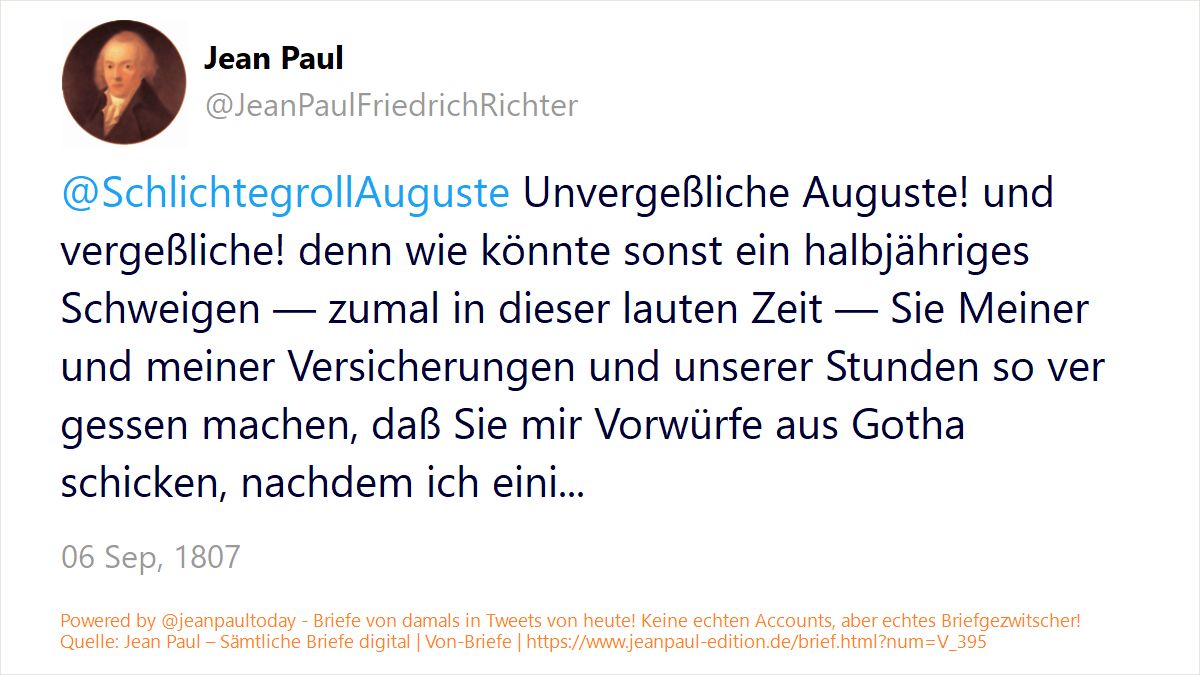 Jean Paul
@JeanPaulFriedrichRichter
@SchlichtegrollAuguste Unvergeßliche Auguste! und
vergeßliche! denn wie könnte sonst ein halbjähriges
Schweigen — zumal in dieser lauten Zeit — Sie Meiner
und meiner Versicherungen und unserer Stunden so ver
gessen machen, daß Sie mir Vorwürfe aus Gotha
schicken, nachdem ich eini...
06 Sep, 1807
Powered by @jeanpaultoday - Briefe von damals in Tweets von heute! Keine echten Accounts, aber echtes Briefgezwitscher!
Quelle: Jean Paul – Sämtliche Briefe digital | Von-Briefe | https://www.jeanpaul-edition.de/brief.html?num=V_395